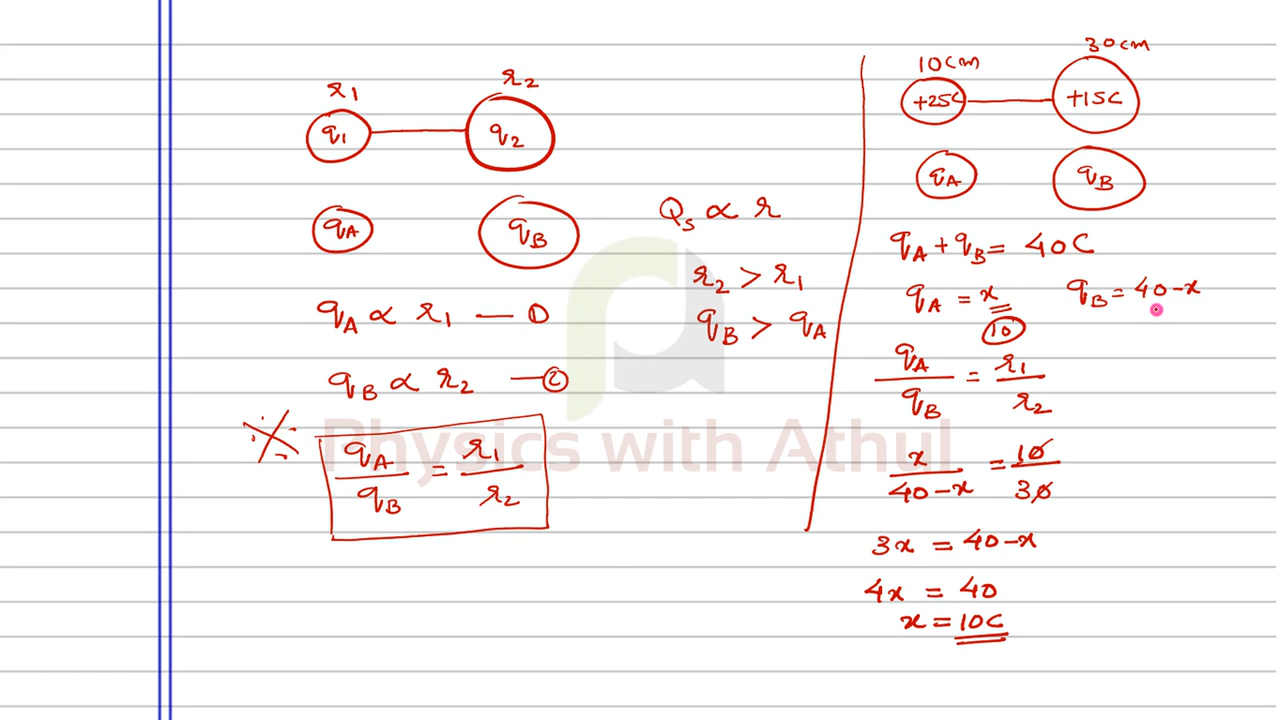 r₁ r₂
q₁ q₂
qA qB
Qs ∝ r
r₂ > r₁
qA ∝ r₁ — ①
qB > qA
qB ∝ r₂ — ②
qA/qB = r₁/r₂
Physics with Athul
10cm 30cm
+25C +15C
qA qB
qA + qB = 40C
qA = x qB = 40-x
10
qA/qB = r₁/r₂
x/40-x = 10/30
3x = 40-x
4x = 40
x = 10C